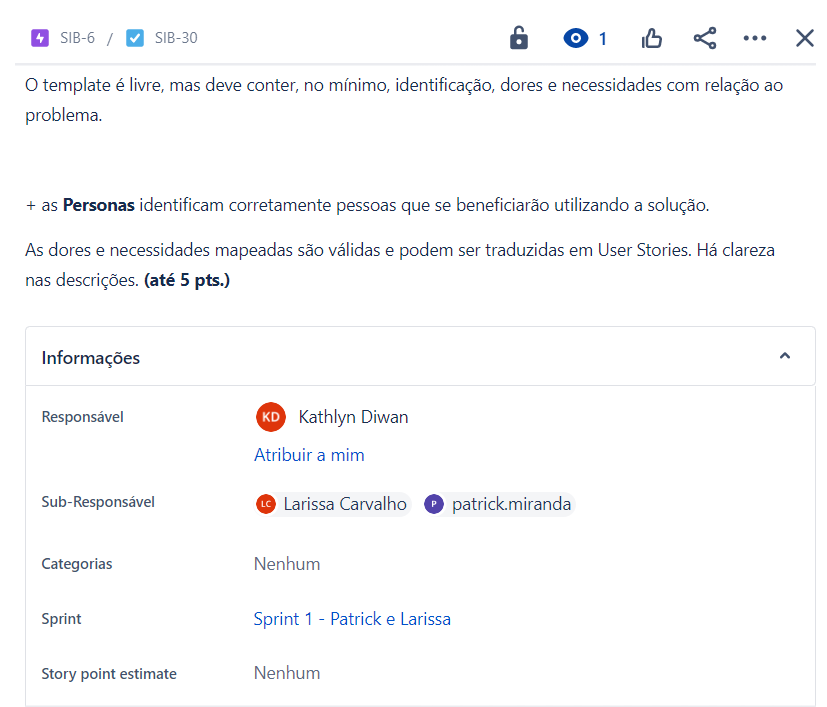 SIB-6 / SIB-30 1
O template é livre, mas deve conter, no mínimo, identificação, dores e necessidades com relação ao
problema.
+ as Personas identificam corretamente pessoas que se beneficiarão utilizando a solução.
As dores e necessidades mapeadas são válidas e podem ser traduzidas em User Stories. Há clareza
nas descrições. (até 5 pts.)
Informações
Responsável KD Kathlyn Diwan
Atribuir a mim
Sub-Responsável LC Larissa Carvalho P patrick.miranda
Categorias Nenhum
Sprint Sprint 1 - Patrick e Larissa
Story point estimate Nenhum